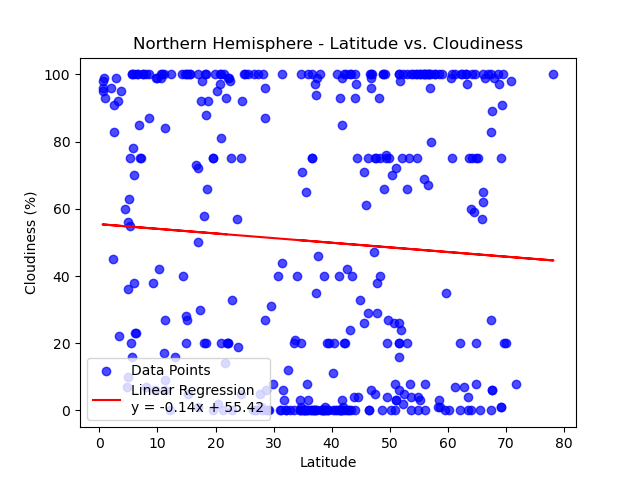 Northern Hemisphere - Latitude vs. Cloudiness
100
80
60
40
20
0
Cloudiness (%)
Data Points
Linear Regression
y = -0.14x + 55.42
0 10 20 30 40 50 60 70 80
Latitude